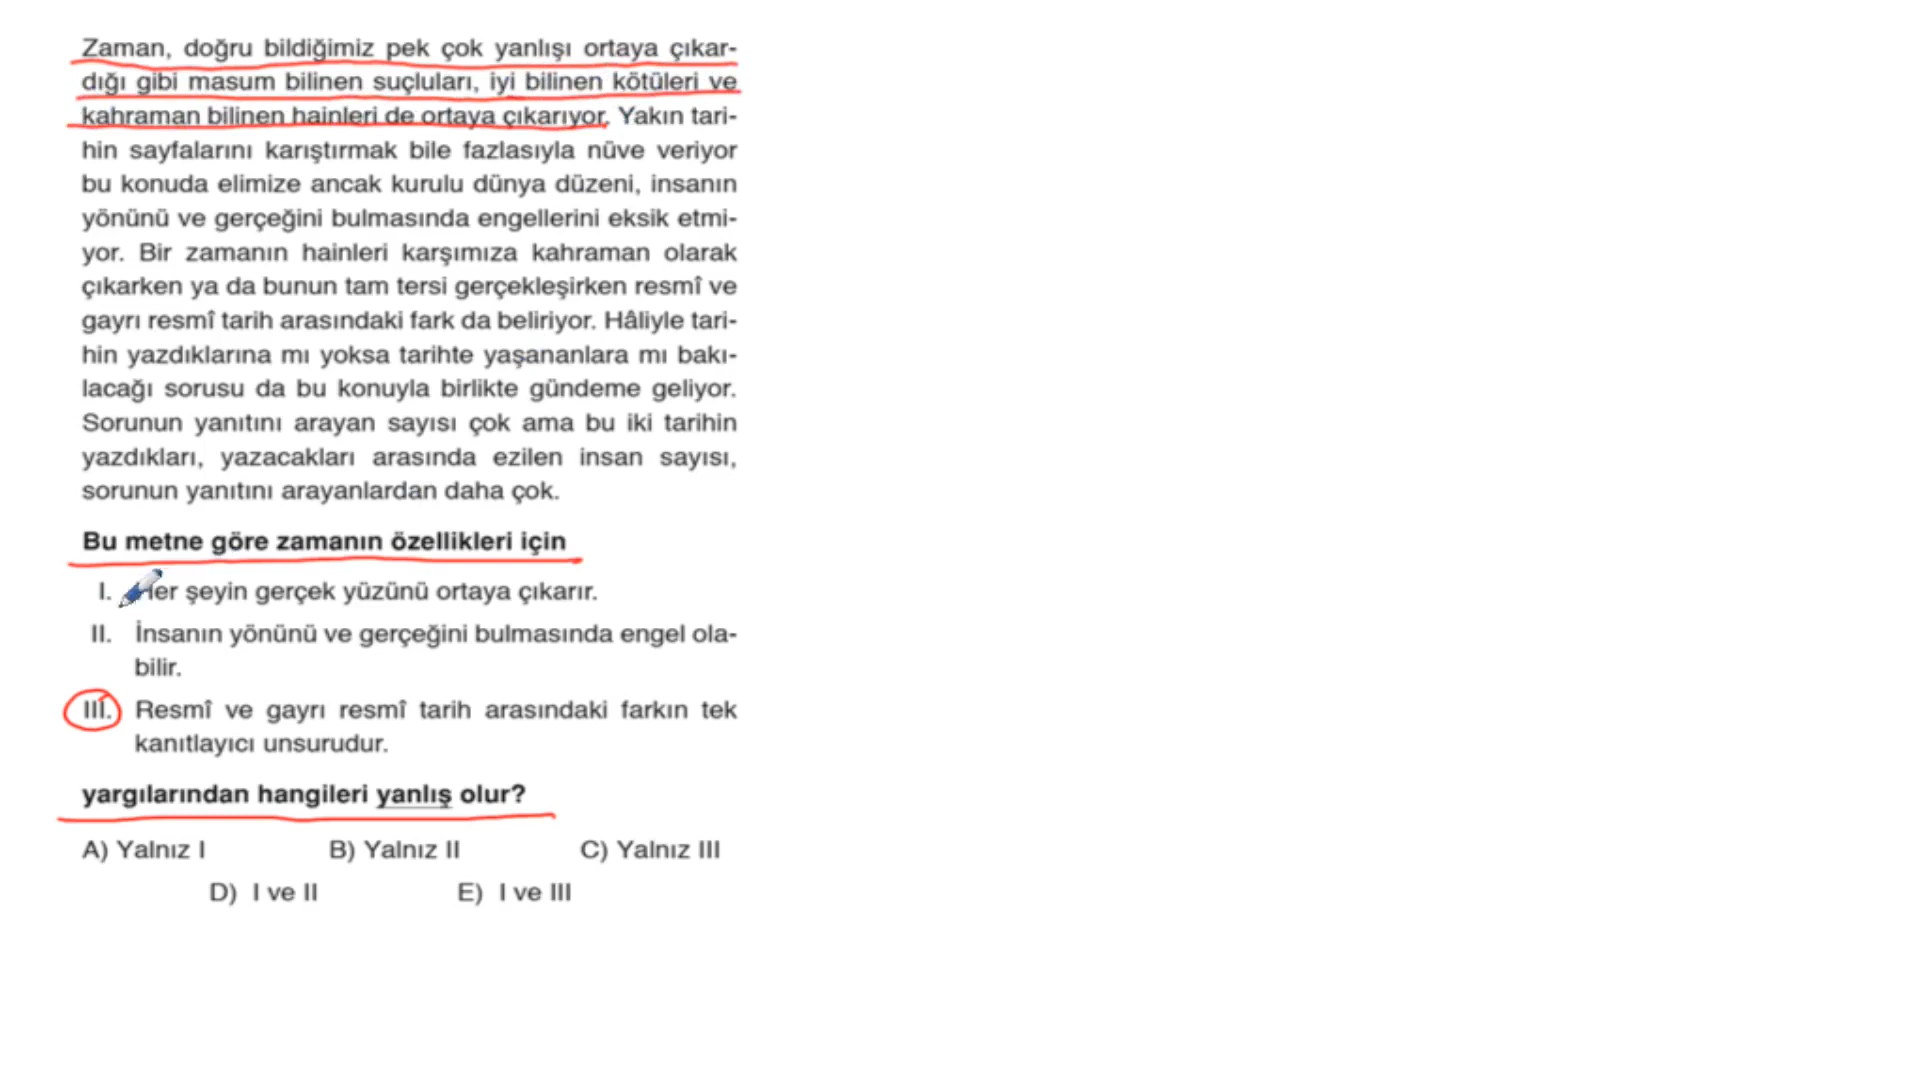 Zaman, doğru bildiğimiz pek çok yanlışı ortaya çıkar-
dığı gibi masum bilinen suçluları, iyi bilinen kötüleri ve
kahraman bilinen hainleri de ortaya çıkarıyor. Yakın tari-
hin sayfalarını karıştırmak bile fazlasıyla nüve veriyor
bu konuda elimize ancak kurulu dünya düzeni, insanın
yönünü ve gerçeğini bulmasında engellerini eksik etmi-
yor. Bir zamanın hainleri karşımıza kahraman olarak
çıkarken ya da bunun tam tersi gerçekleşirken resmî ve
gayrı resmî tarih arasındaki fark da beliriyor. Hâliyle tari-
hin yazdıklarına mı yoksa tarihte yaşananlara mı bakı-
lacağı sorusu da bu konuyla birlikte gündeme geliyor.
Sorunun yanıtını arayan sayısı çok ama bu iki tarihin
yazdıkları, yazacakları arasında ezilen insan sayısı,
sorunun yanıtını arayanlardan daha çok.
Bu metne göre zamanın özellikleri için
I. Her şeyin gerçek yüzünü ortaya çıkarır.
II. İnsanın yönünü ve gerçeğini bulmasında engel ola-
bilir.
III. Resmî ve gayrı resmî tarih arasındaki farkın tek
kanıtlayıcı unsurudur.
yargılarından hangileri yanlış olur?
A) Yalnız I B) Yalnız II C) Yalnız III
D) I ve II E) I ve III